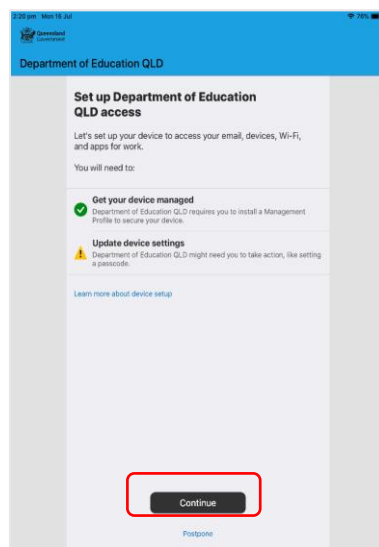 2:25 pm Mon 15 Jul
76%
Queensland
Government
Department of Education QLD
Set up Department of Education
QLD access
Let's set up your device to access your email, devices, Wi-Fi,
and apps for work.
You will need to:
Get your device managed
Department of Education QLD requires you to install a Management
Profile to secure your device.
Update device settings
Department of Education QLD might need you to take action, like setting
a passcode.
Learn more about device setup
Continue
Postpone